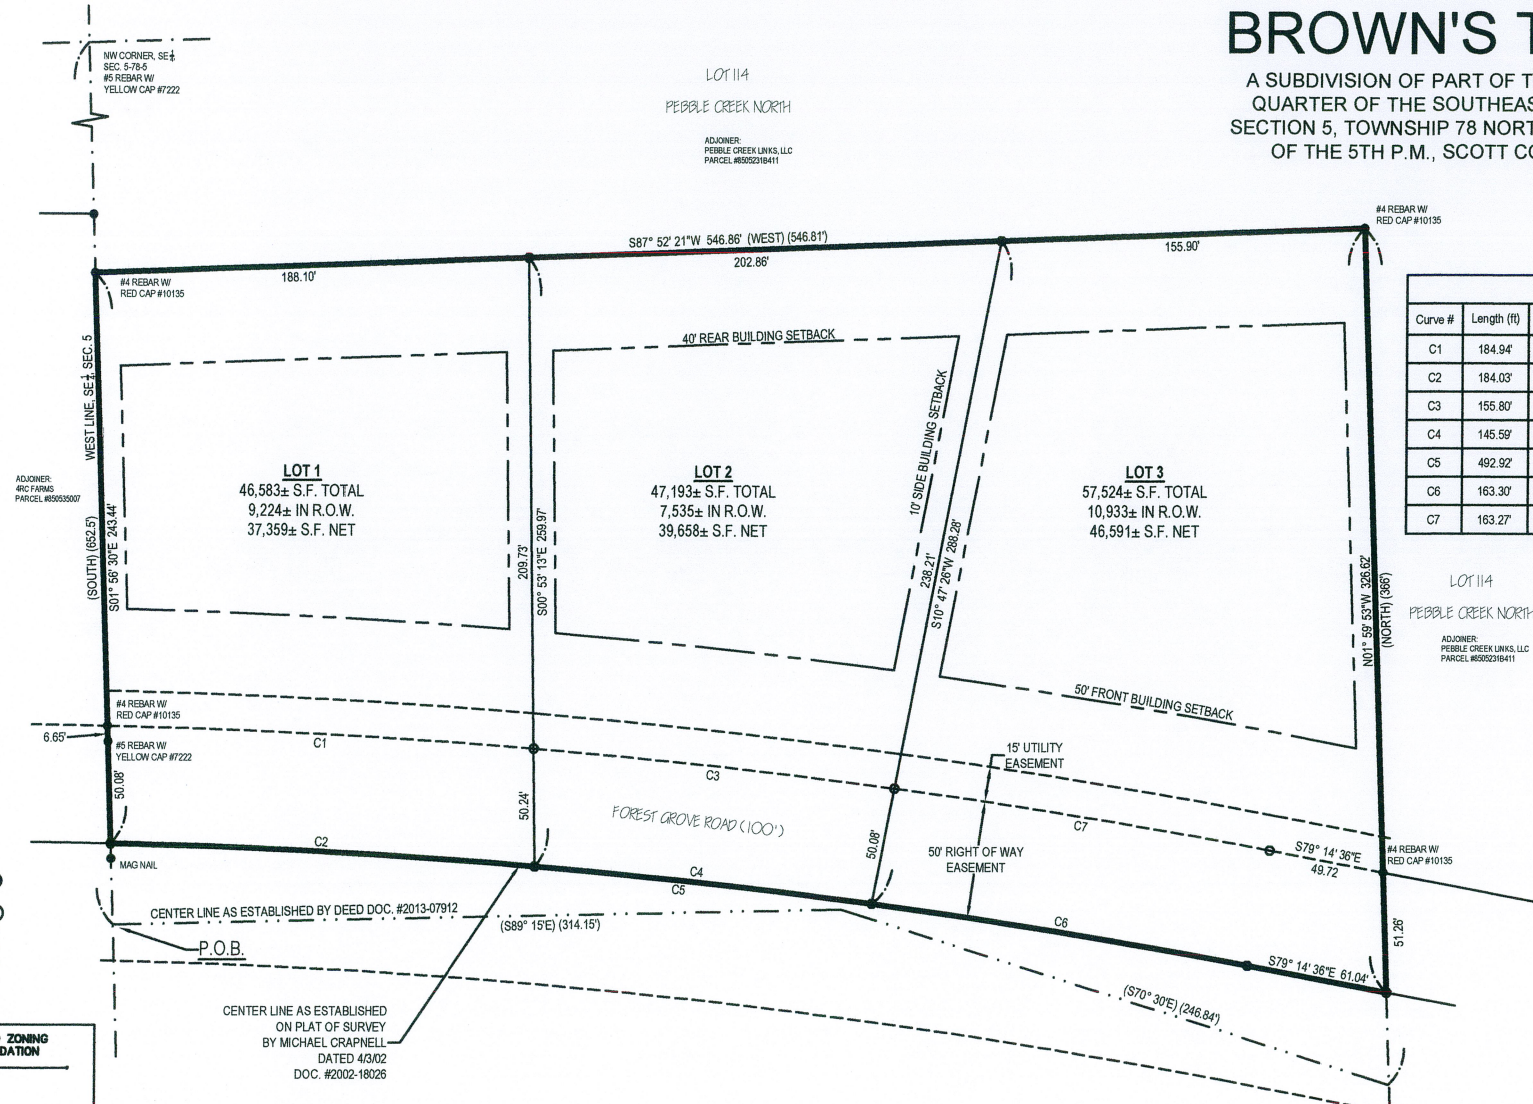 BROWN'S
A SUBDIVISION OF PART OF
QUARTER OF THE
SECTION 5, TOWNSHIP 78
OF THE 5TH P.M., SCOTT
NW CORNER, SE¼
SEC. 5-78-5
#5 REBAR W/
YELLOW CAP #7222
LOT 114
PEBBLE CREEK NORTH
ADJOINER:
PEBBLE CREEK LINKS, LLC
PARCEL #8505231B411
#4 REBAR W/
RED CAP #10135
S87° 52' 21"W 546.86' (WEST) (546.81')
188.10'
202.86'
155.90'
#4 REBAR W/
RED CAP #10135
Curve # Length (ft)
C1 184.94'
C2 184.03'
C3 155.80'
C4 145.59'
C5 492.92'
C6 163.30'
C7 163.27'
40' REAR BUILDING SETBACK
WEST LINE, SE¼, SEC. 5
(SOUTH) (652.5')
S01° 56' 30"E 243.44'
10' SIDE BUILDING SETBACK
ADJOINER:
4RC FARMS
PARCEL #850535007
LOT 1
46,583± S.F. TOTAL
9,224± IN R.O.W.
37,359± S.F. NET
LOT 2
47,193± S.F. TOTAL
7,535± IN R.O.W.
39,658± S.F. NET
LOT 3
57,524± S.F. TOTAL
10,933± IN R.O.W.
46,591± S.F. NET
209.73'
S00° 53' 13"E 259.97'
238.21'
S10° 47' 26"W 288.28'
N01° 59' 53"W 326.62'
(NORTH) (366')
LOT 114
PEBBLE CREEK NORTH
ADJOINER:
PEBBLE CREEK LINKS, LLC
PARCEL #8505231B411
50' FRONT BUILDING SETBACK
#4 REBAR W/
RED CAP #10135
6.65'
#5 REBAR W/
YELLOW CAP #7222
C1
C3
15' UTILITY
EASEMENT
50.08'
50.24'
FOREST GROVE ROAD (100')
C7
50.08'
50' RIGHT OF WAY
EASEMENT
S79° 14' 36"E
49.72
#4 REBAR W/
RED CAP #10135
C2
MAG NAIL
C4
C5
C6
51.26'
CENTER LINE AS ESTABLISHED BY DEED DOC. #2013-07912
(S89° 15'E) (314.15')
P.O.B.
S79° 14' 36"E 61.04'
(S70° 30'E) (246.84')
CENTER LINE AS ESTABLISHED
ON PLAT OF SURVEY
BY MICHAEL CRAPNELL
DATED 4/3/02
DOC. #2002-18026
ZONING